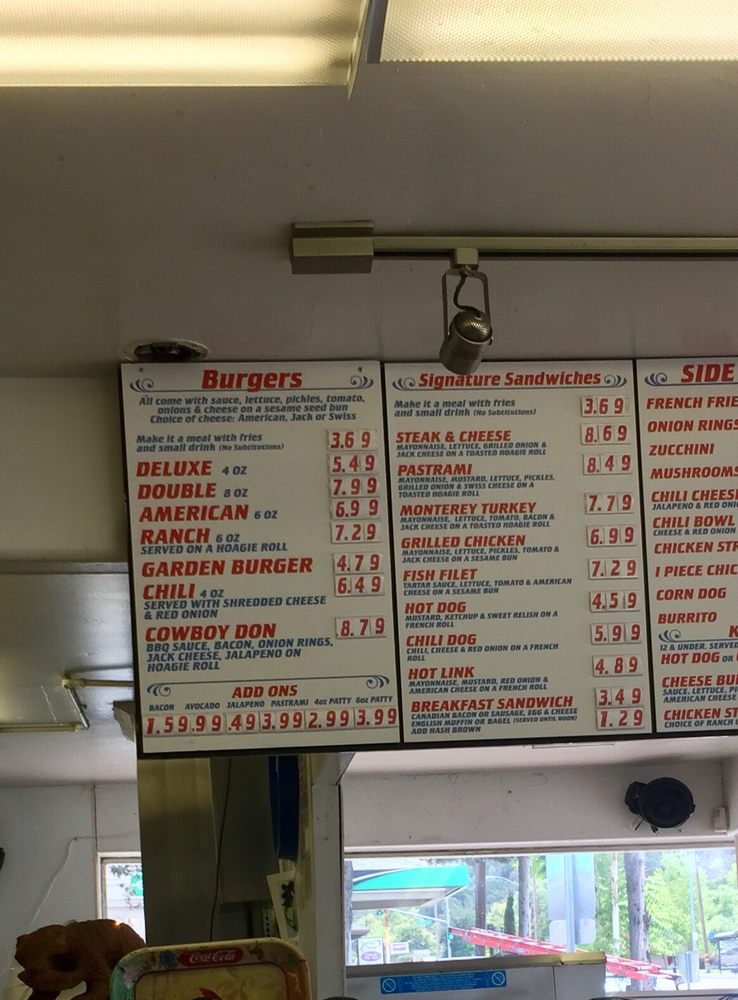 Burgers
All come with sauce, lettuce, pickles, tomato,
onions & cheese on a sesame seed bun
Choice of cheese: American, Jack or Swiss
Make it a meal with fries
and small drink (No Substitutions) 3.69
DELUXE 4 OZ 5.49
DOUBLE 8 OZ 7.99
AMERICAN 6 OZ 6.99
RANCH 6 OZ 7.29
SERVED ON A HOAGIE ROLL
GARDEN BURGER 4.79
CHILI 4 OZ 6.49
SERVED WITH SHREDDED CHEESE
& RED ONION
COWBOY DON 8.79
BBQ SAUCE, BACON, ONION RINGS,
JACK CHEESE, JALAPENO ON
HOAGIE ROLL
ADD ONS
BACON AVOCADO JALAPENO PASTRAMI 4oz PATTY 6oz PATTY
1.59 .99 .49 3.99 2.99 3.99
Signature Sandwiches
Make it a meal with fries
and small drink (No Substitutions) 3.69
STEAK & CHEESE 8.69
MAYONNAISE, LETTUCE, GRILLED ONION &
JACK CHEESE ON A TOASTED HOAGIE ROLL
PASTRAMI 8.49
MAYONNAISE, MUSTARD, LETTUCE, PICKLES,
GRILLED ONION & SWISS CHEESE ON A
TOASTED HOAGIE ROLL
MONTEREY TURKEY 7.79
MAYONNAISE, LETTUCE, TOMATO, BACON &
JACK CHEESE ON A TOASTED HOAGIE ROLL
GRILLED CHICKEN 6.99
MAYONNAISE, LETTUCE, PICKLES, TOMATO &
JACK CHEESE ON A SESAME BUN
FISH FILET 7.29
TARTAR SAUCE, LETTUCE, TOMATO & AMERICAN
CHEESE ON A SESAME BUN
HOT DOG 4.59
MUSTARD, KETCHUP & SWEET RELISH ON A
FRENCH ROLL
CHILI DOG 5.99
CHILI, CHEESE & RED ONION ON A FRENCH
ROLL
HOT LINK 4.89
MAYONNAISE, MUSTARD, RED ONION &
AMERICAN CHEESE ON A FRENCH ROLL
BREAKFAST SANDWICH 3.49
CANADIAN BACON OR SAUSAGE, EGG & CHEESE
ENGLISH MUFFIN OR BAGEL (SERVED UNTIL NOON)
ADD HASH BROWN 1.29
SIDE
FRENCH FRIE
ONION RINGS
ZUCCHINI
MUSHROOMS
CHILI CHEES
JALAPENO & RED ONIO
CHILI BOWL
CHEESE & RED ONION
CHICKEN STR
1 PIECE CHIC
CORN DOG
BURRITO
K
12 & UNDER. SERVED
HOT DOG OR
CHEESE BU
SAUCE, LETTUCE, PI
AMERICAN CHEESE
CHICKEN ST
CHOICE OF RANCH
Coca-Cola